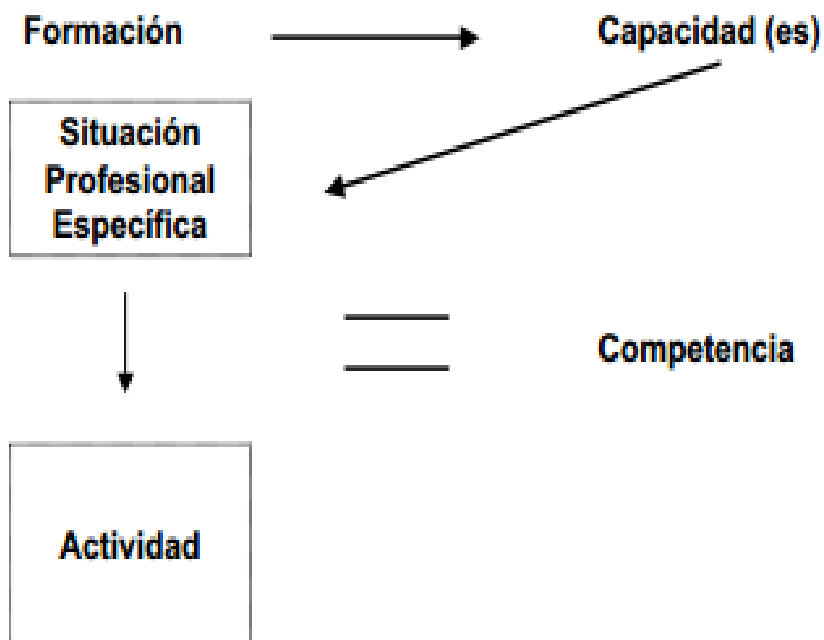 Formación
Capacidad (es)
Situación
Profesional
Específica
Competencia
Actividad